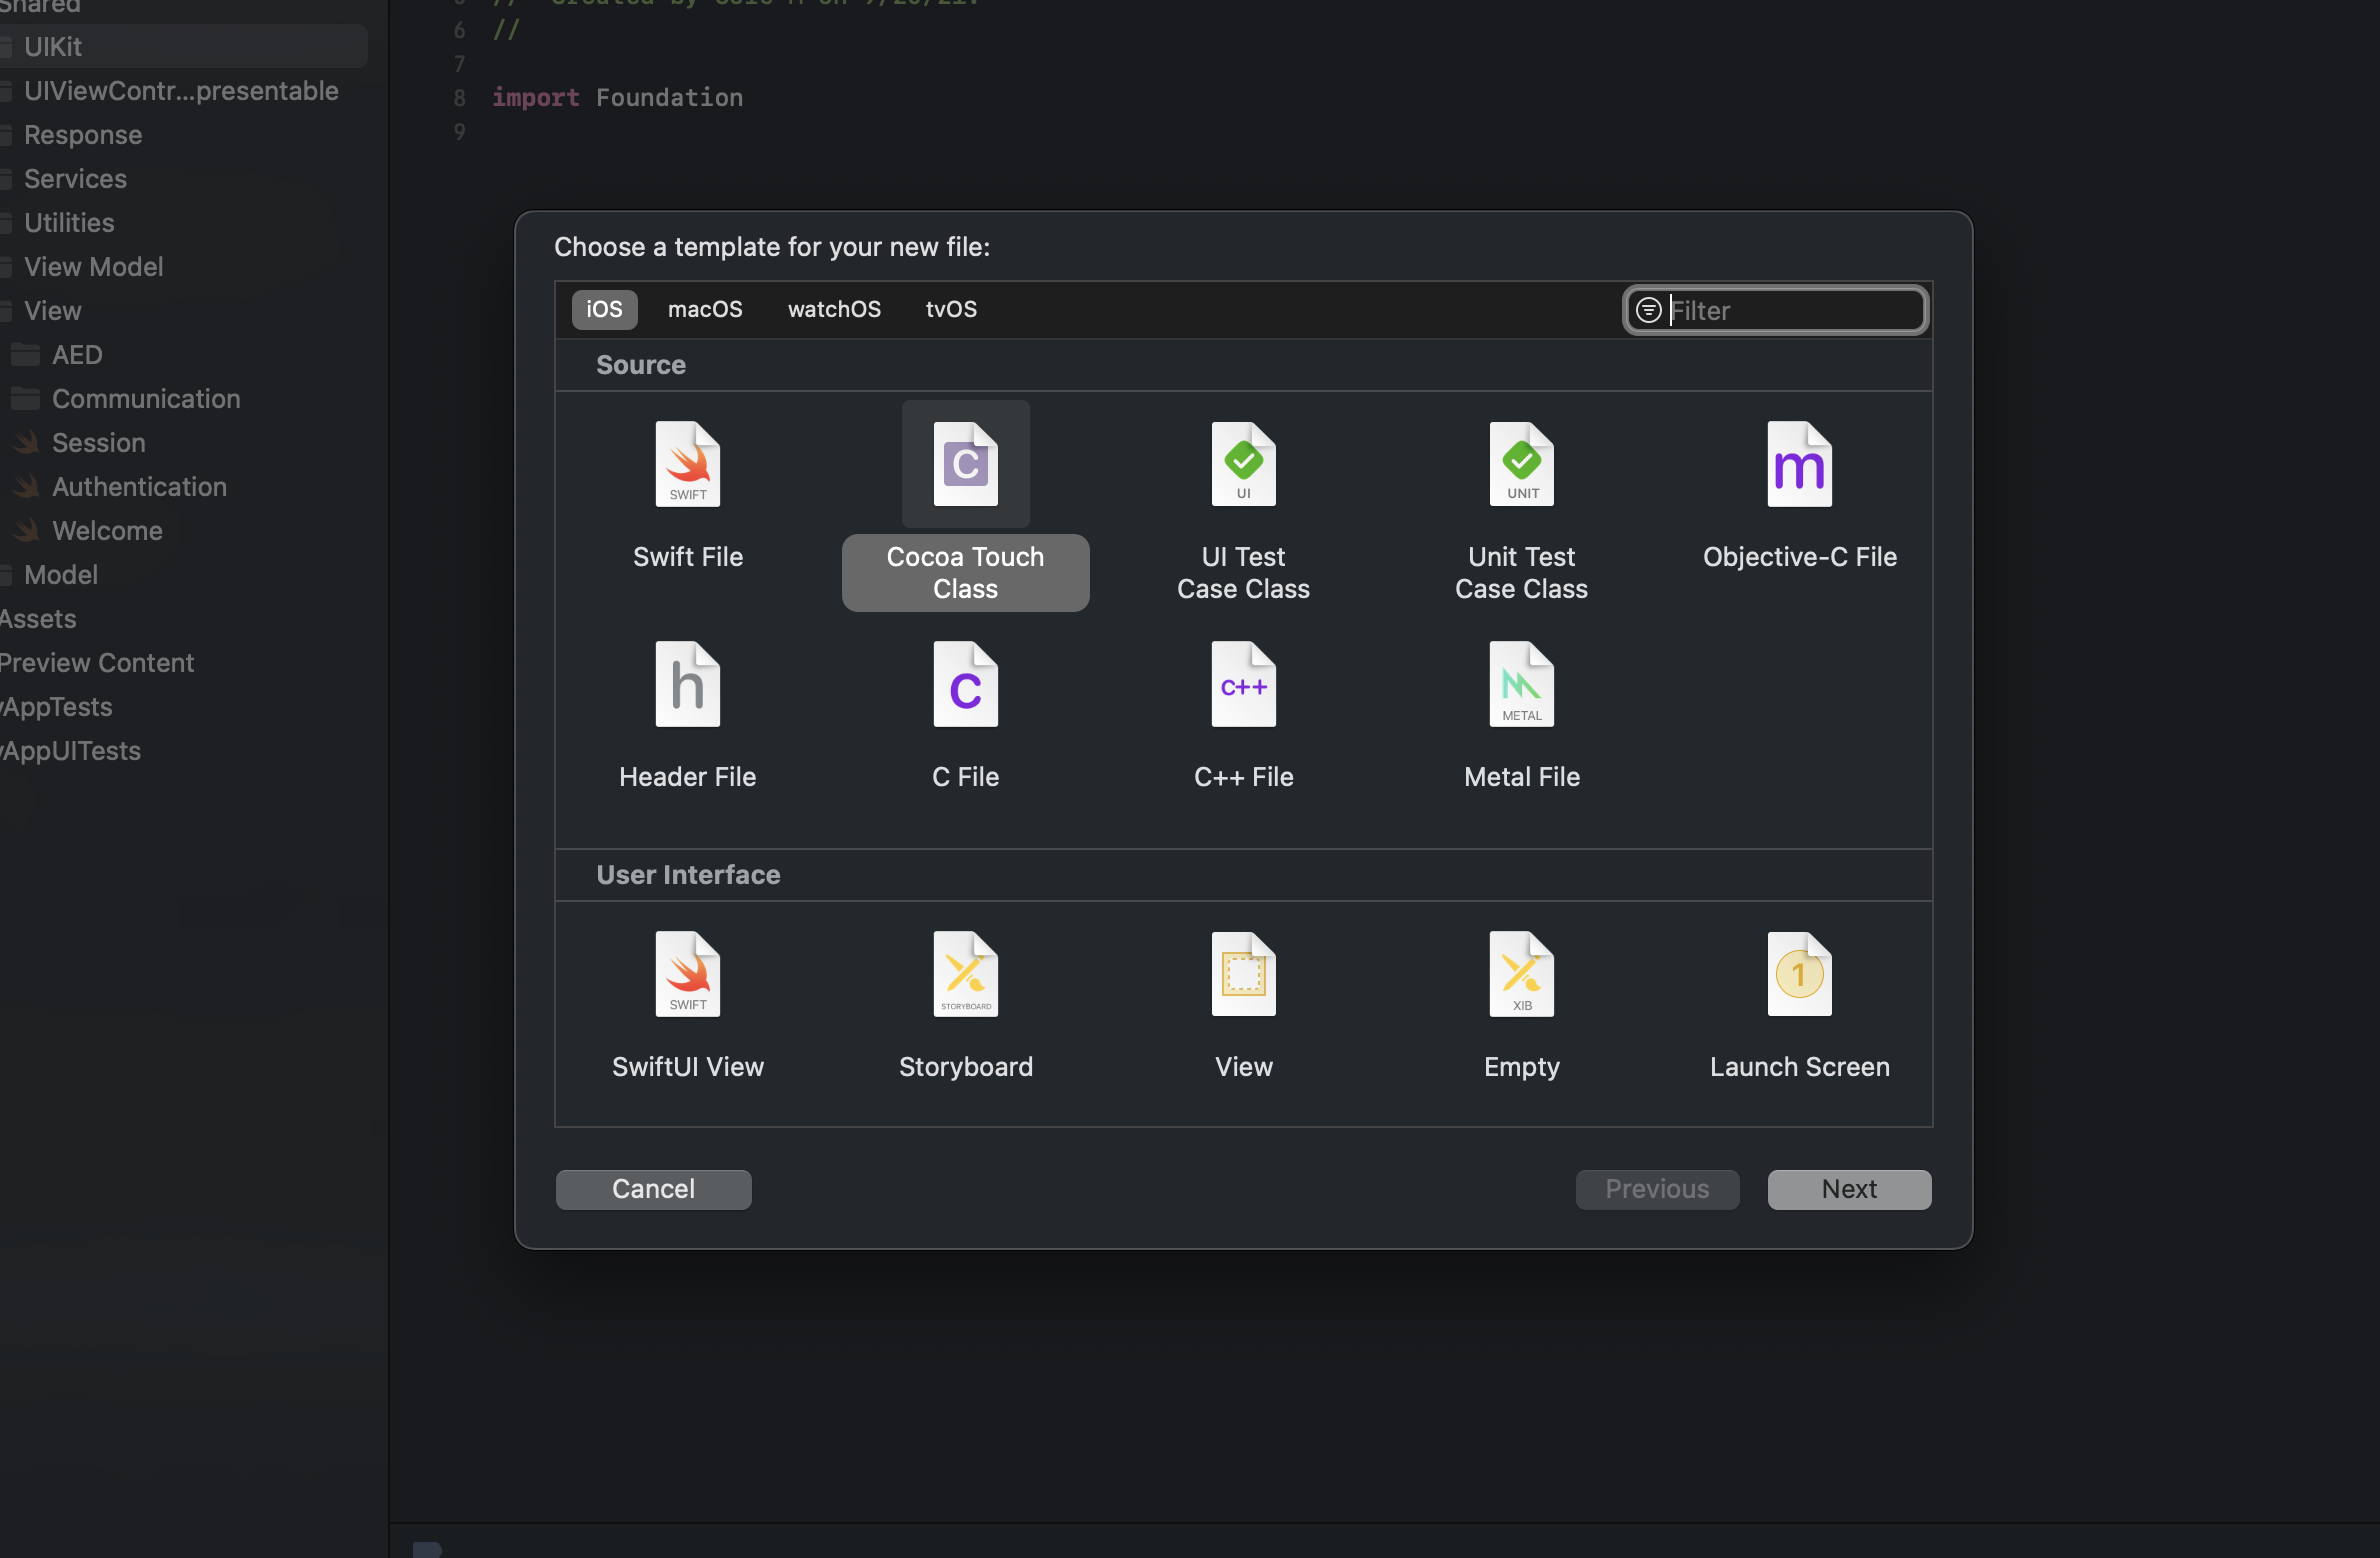 Shared
UIKit
UIViewContr...presentable
Response
Services
Utilities
View Model
View
AED
Communication
Session
Authentication
Welcome
Model
Assets
Preview Content
AppTests
AppUITests
6 //
7
8 import Foundation
9
Choose a template for your new file:
iOS macOS watchOS tvOS Filter
Source
SWIFT C UI UNIT m
Swift File Cocoa Touch Class UI Test Case Class Unit Test Case Class Objective-C File
h C C++ METAL
Header File C File C++ File Metal File
User Interface
SWIFT STORYBOARD XIB 1
SwiftUI View Storyboard View Empty Launch Screen
Cancel Previous Next